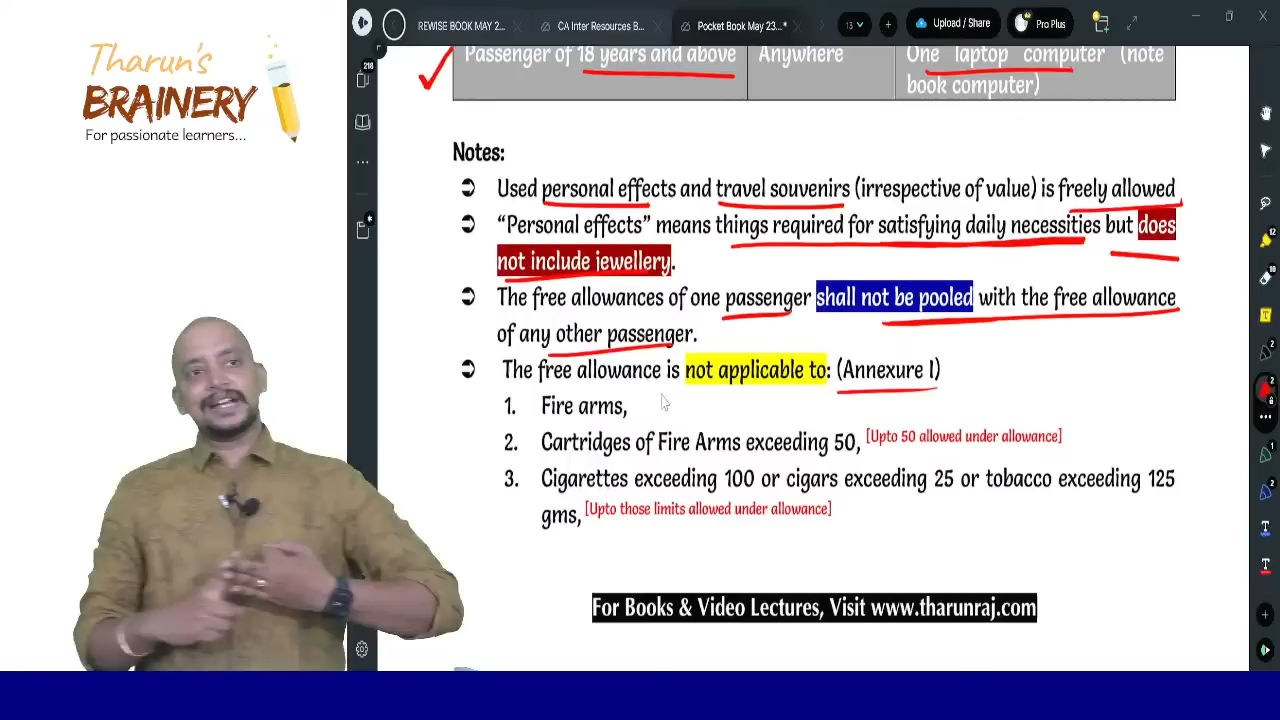 Tharun's
BRAINERY
For passionate learners...
REWISE BOOK MAY 2...
CA Inter Resources B...
Pocket Book May 23...*
13
Upload / Share
Pro Plus
218
Passenger of 18 years and above Anywhere One laptop computer (note
book computer)
Notes:
Used personal effects and travel souvenirs (irrespective of value) is freely allowed
“Personal effects” means things required for satisfying daily necessities but does
not include jewellery.
The free allowances of one passenger shall not be pooled with the free allowance
of any other passenger.
The free allowance is not applicable to: (Annexure I)
1. Fire arms,
2. Cartridges of Fire Arms exceeding 50, [Upto 50 allowed under allowance]
3. Cigarettes exceeding 100 or cigars exceeding 25 or tobacco exceeding 125
gms, [Upto those limits allowed under allowance]
For Books & Video Lectures, Visit www.tharunraj.com